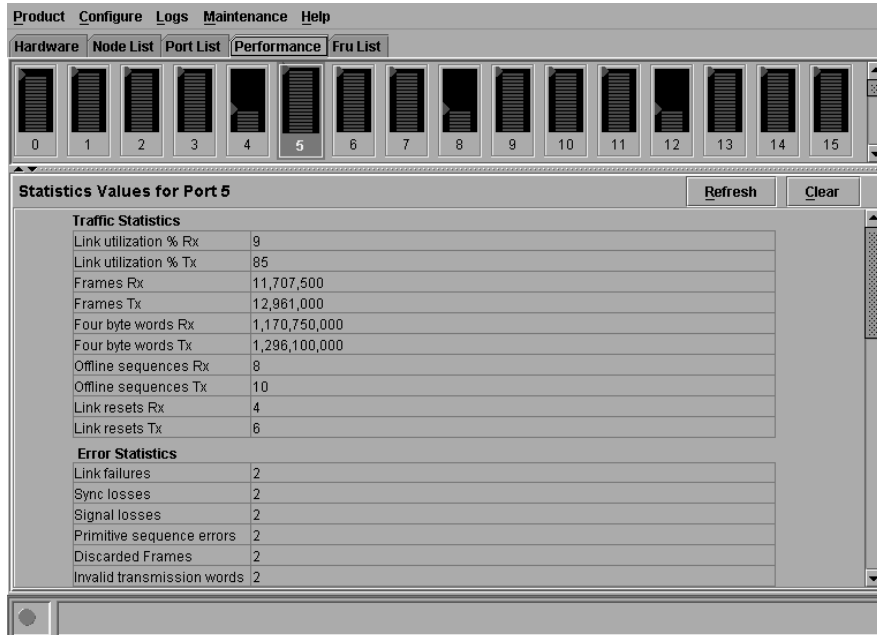 Product Configure Logs Maintenance Help
Hardware Node List Port List Performance Fru List
0 1 2 3 4 5 6 7 8 9 10 11 12 13 14 15
Statistics Values for Port 5 Refresh Clear
Traffic Statistics
Link utilization % Rx 9
Link utilization % Tx 85
Frames Rx 11,707,500
Frames Tx 12,961,000
Four byte words Rx 1,170,750,000
Four byte words Tx 1,296,100,000
Offline sequences Rx 8
Offline sequences Tx 10
Link resets Rx 4
Link resets Tx 6
Error Statistics
Link failures 2
Sync losses 2
Signal losses 2
Primitive sequence errors 2
Discarded Frames 2
Invalid transmission words 2